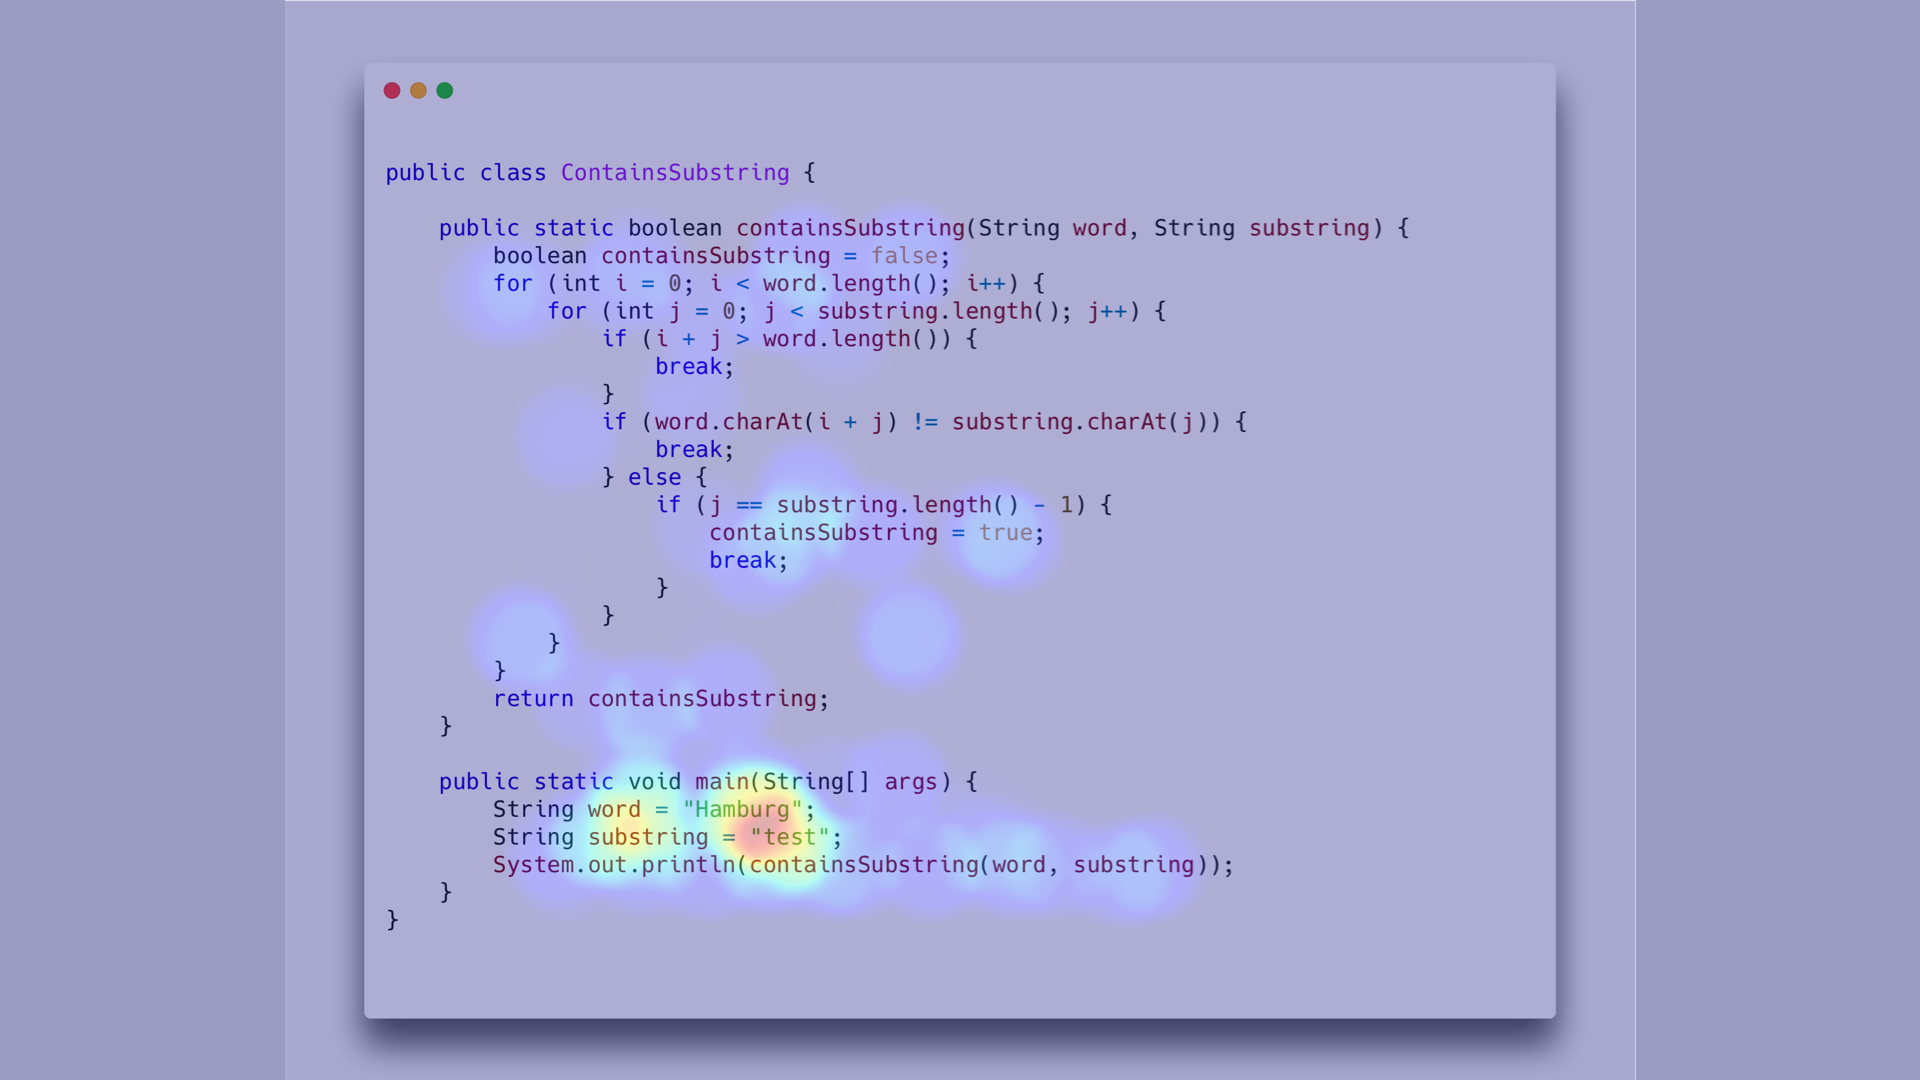 public class ContainsSubstring {
public static boolean containsSubstring(String word, String substring) {
boolean containsSubstring = false;
for (int i = 0; i < word.length(); i++) {
for (int j = 0; j < substring.length(); j++) {
if (i + j > word.length()) {
break;
}
if (word.charAt(i + j) != substring.charAt(j)) {
break;
} else {
if (j == substring.length() - 1) {
containsSubstring = true;
break;
}
}
}
}
return containsSubstring;
}
public static void main(String[] args) {
String word = "Hamburg";
String substring = "test";
System.out.println(containsSubstring(word, substring));
}
}